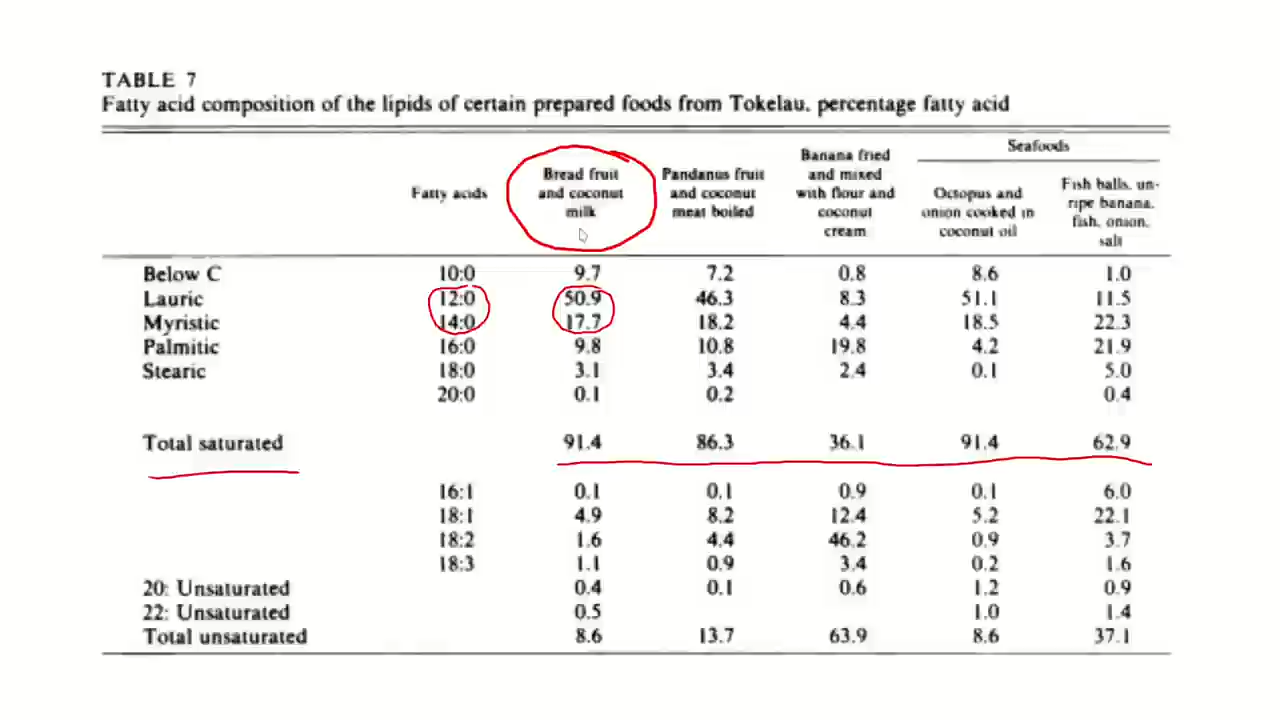 TABLE 7
Fatty acid composition of the lipids of certain prepared foods from Tokelau, percentage fatty acid
Seafoods
Fatty acids
Bread fruit
and coconut
milk
Pandanus fruit
and coconut
meat boiled
Banana fried
and mixed
with flour and
coconut
cream
Octopus and
onion cooked in
coconut oil
Fish balls, un-
ripe banana,
fish, onion,
salt
Below C 10:0 9.7 7.2 0.8 8.6 1.0
Lauric 12:0 50.9 46.3 8.3 51.1 11.5
Myristic 14:0 17.7 18.2 4.4 18.5 22.3
Palmitic 16:0 9.8 10.8 19.8 4.2 21.9
Stearic 18:0 3.1 3.4 2.4 0.1 5.0
20:0 0.1 0.2 0.4
Total saturated 91.4 86.3 36.1 91.4 62.9
16:1 0.1 0.1 0.9 0.1 6.0
18:1 4.9 8.2 12.4 5.2 22.1
18:2 1.6 4.4 46.2 0.9 3.7
18:3 1.1 0.9 3.4 0.2 1.6
20: Unsaturated 0.4 0.1 0.6 1.2 0.9
22: Unsaturated 0.5 1.0 1.4
Total unsaturated 8.6 13.7 63.9 8.6 37.1